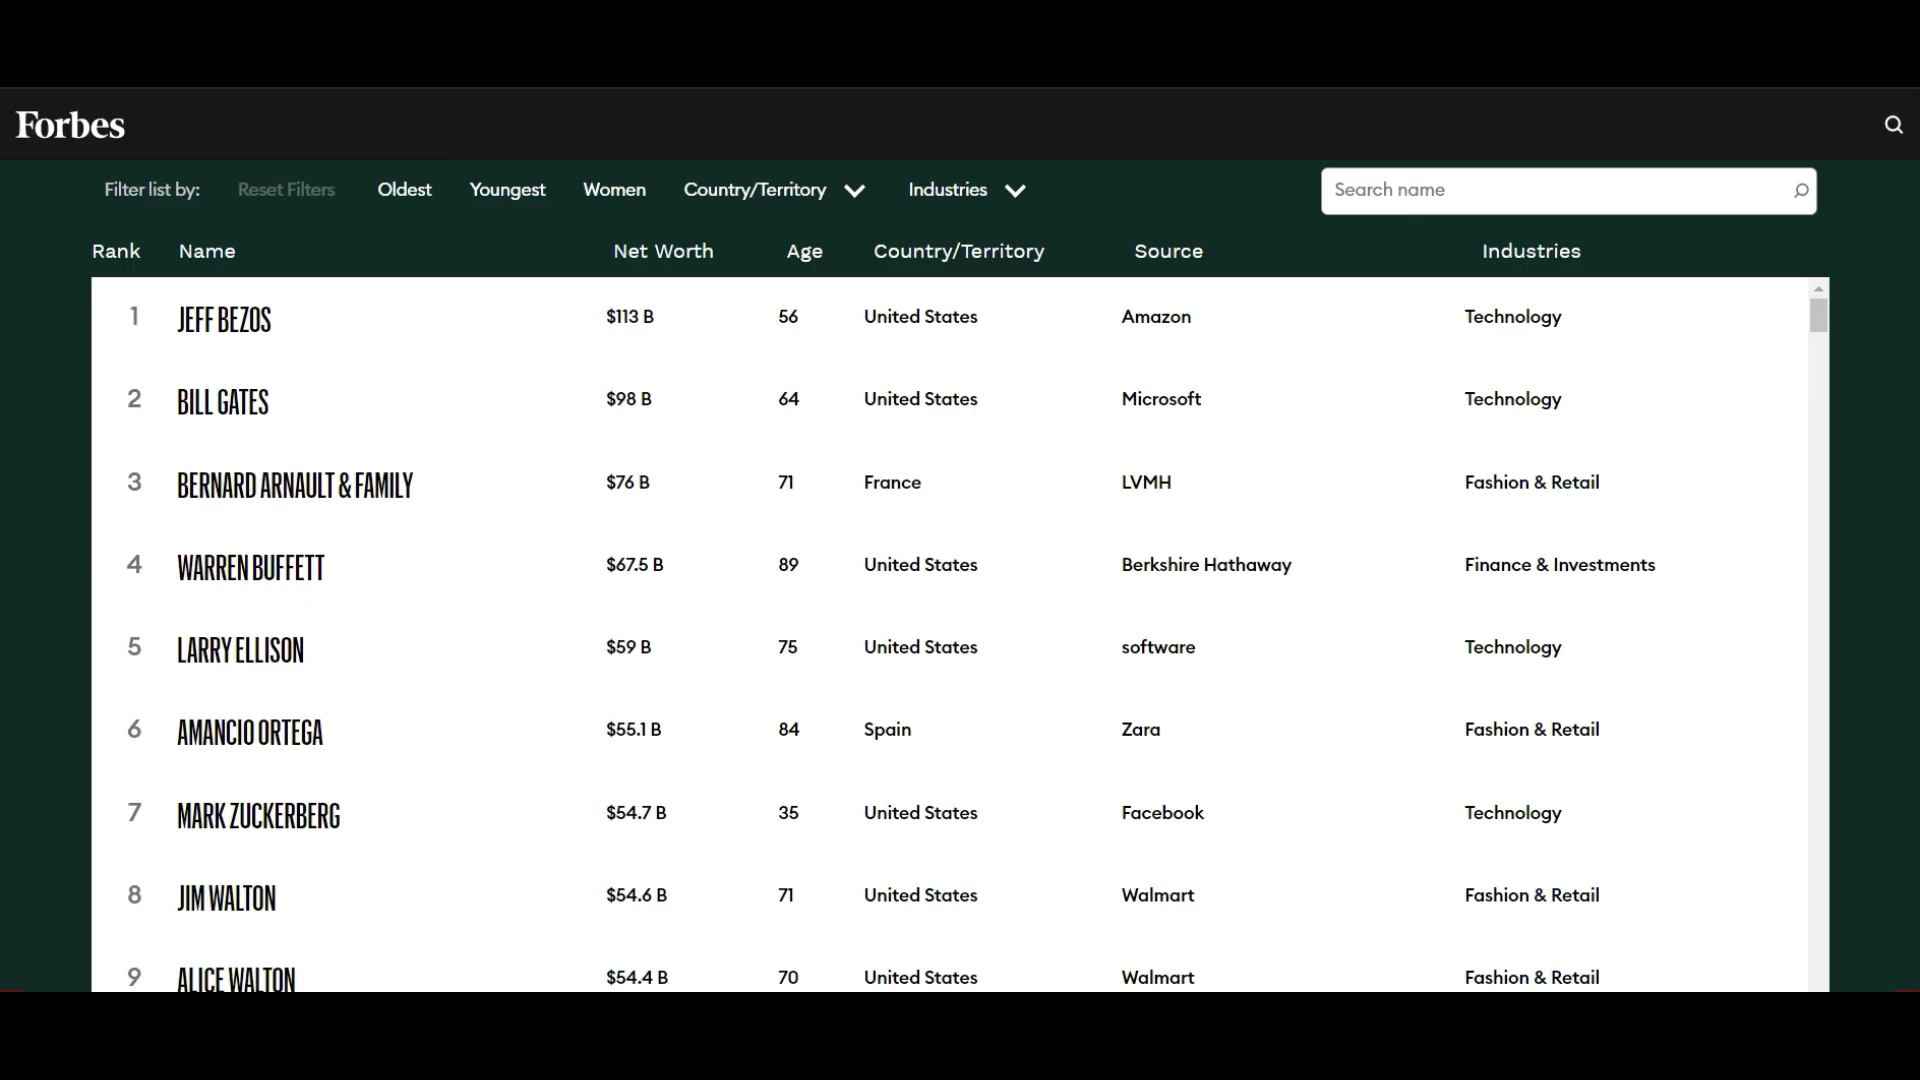 Forbes
Filter list by: Reset Filters Oldest Youngest Women Country/Territory Industries Search name
Rank Name Net Worth Age Country/Territory Source Industries
1 JEFF BEZOS $113 B 56 United States Amazon Technology
2 BILL GATES $98 B 64 United States Microsoft Technology
3 BERNARD ARNAULT & FAMILY $76 B 71 France LVMH Fashion & Retail
4 WARREN BUFFETT $67.5 B 89 United States Berkshire Hathaway Finance & Investments
5 LARRY ELLISON $59 B 75 United States software Technology
6 AMANCIO ORTEGA $55.1 B 84 Spain Zara Fashion & Retail
7 MARK ZUCKERBERG $54.7 B 35 United States Facebook Technology
8 JIM WALTON $54.6 B 71 United States Walmart Fashion & Retail
9 ALICE WALTON $54.4 B 70 United States Walmart Fashion & Retail